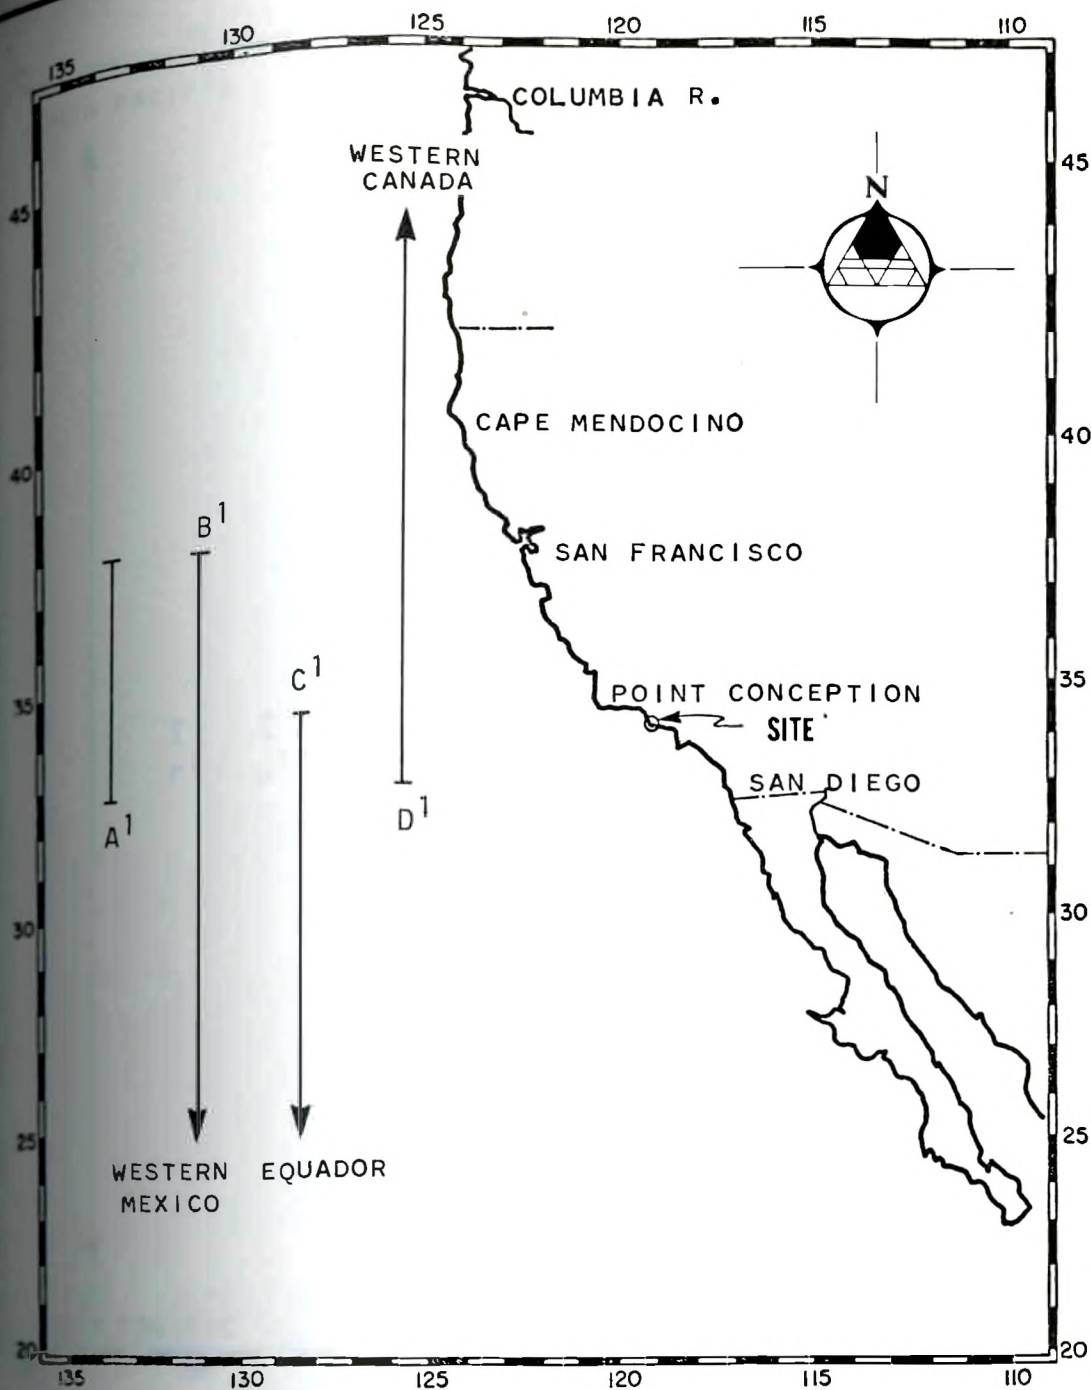 135
130
125
120
115
110
COLUMBIA R.
WESTERN
CANADA
N
45
45
CAPE MENDOCINO
40
40
B1
SAN FRANCISCO
C1
35
35
POINT CONCEPTION
SITE
SAN DIEGO
A1
D1
30
30
25
25
WESTERN
MEXICO
EQUADOR
20
20
135
130
125
120
115
110